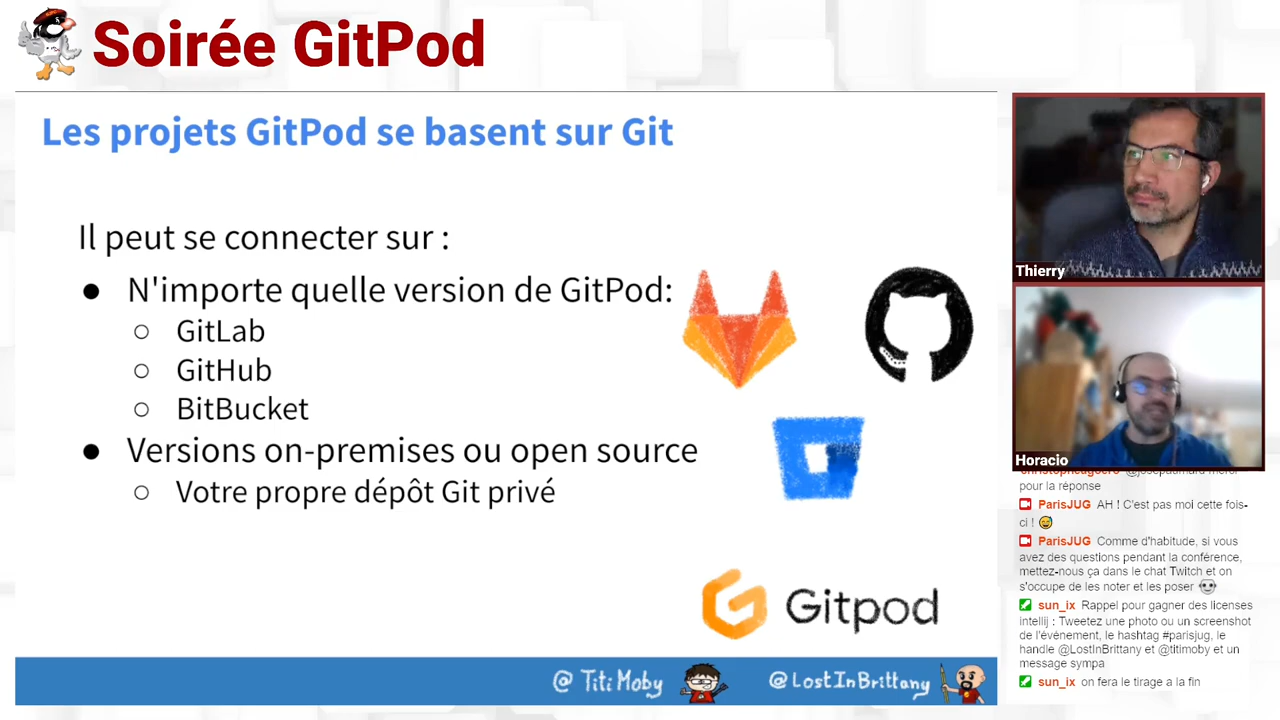 Soirée GitPod
Les projets GitPod se basent sur Git
Il peut se connecter sur :
● N'importe quelle version de GitPod:
○ GitLab
○ GitHub
○ BitBucket
● Versions on-premises ou open source
○ Votre propre dépôt Git privé
Gitpod
@ TitiMoby
@LostInBrittany
Thierry
Horacio
pour la réponse
ParisJUG AH ! C'est pas moi cette fois-
ci ! 😅
ParisJUG Comme d'habitude, si vous
avez des questions pendant la conférence,
mettez-nous ça dans le chat Twitch et on
s'occupe de les noter et les poser
sun_ix Rappel pour gagner des licenses
intellij : Tweetez une photo ou un screenshot
de l'événement, le hashtag #parisjug, le
handle @LostInBrittany et @titimoby et un
message sympa
sun_ix on fera le tirage a la fin